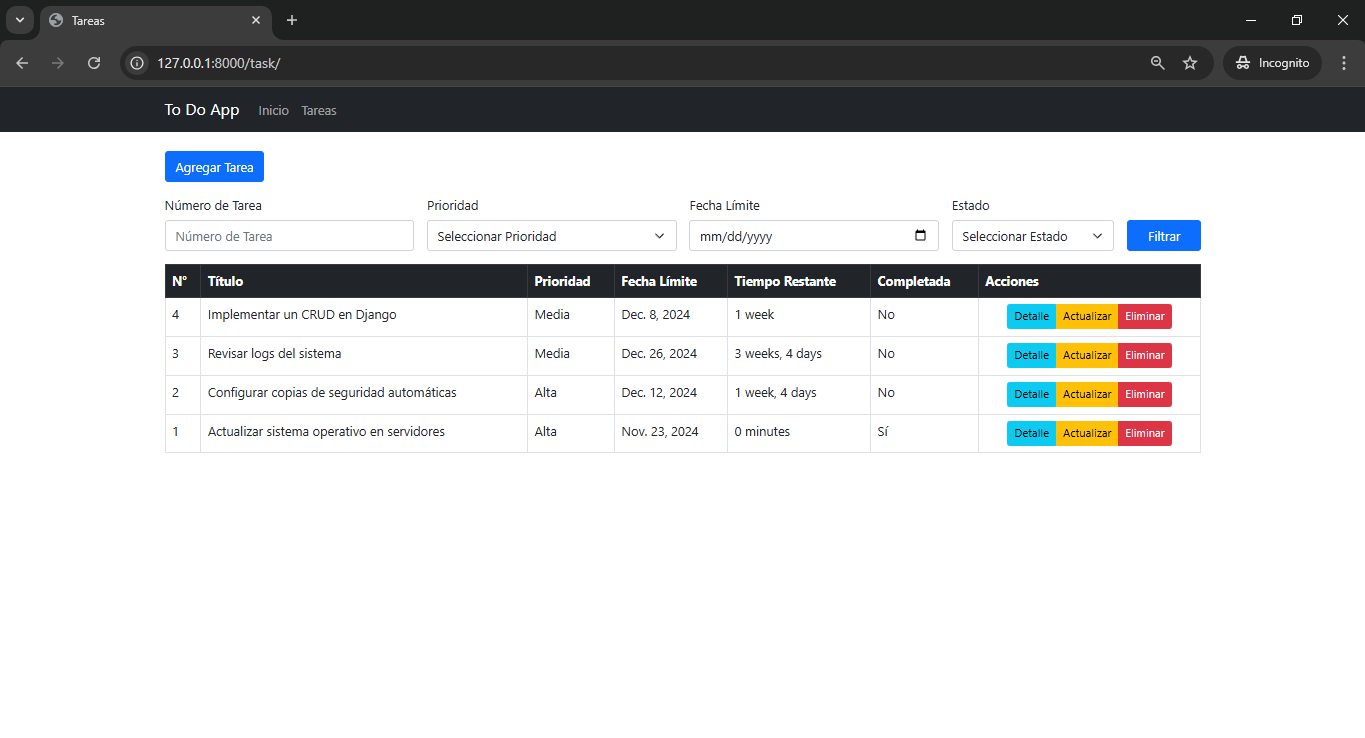 Tareas
127.0.0.1:8000/task/
Incognito
To Do App Inicio Tareas
Agregar Tarea
Número de Tarea Prioridad Fecha Límite Estado
Número de Tarea Seleccionar Prioridad mm/dd/yyyy Seleccionar Estado Filtrar
N° Título Prioridad Fecha Límite Tiempo Restante Completada Acciones
4 Implementar un CRUD en Django Media Dec. 8, 2024 1 week No Detalle Actualizar Eliminar
3 Revisar logs del sistema Media Dec. 26, 2024 3 weeks, 4 days No Detalle Actualizar Eliminar
2 Configurar copias de seguridad automáticas Alta Dec. 12, 2024 1 week, 4 days No Detalle Actualizar Eliminar
1 Actualizar sistema operativo en servidores Alta Nov. 23, 2024 0 minutes Sí Detalle Actualizar Eliminar